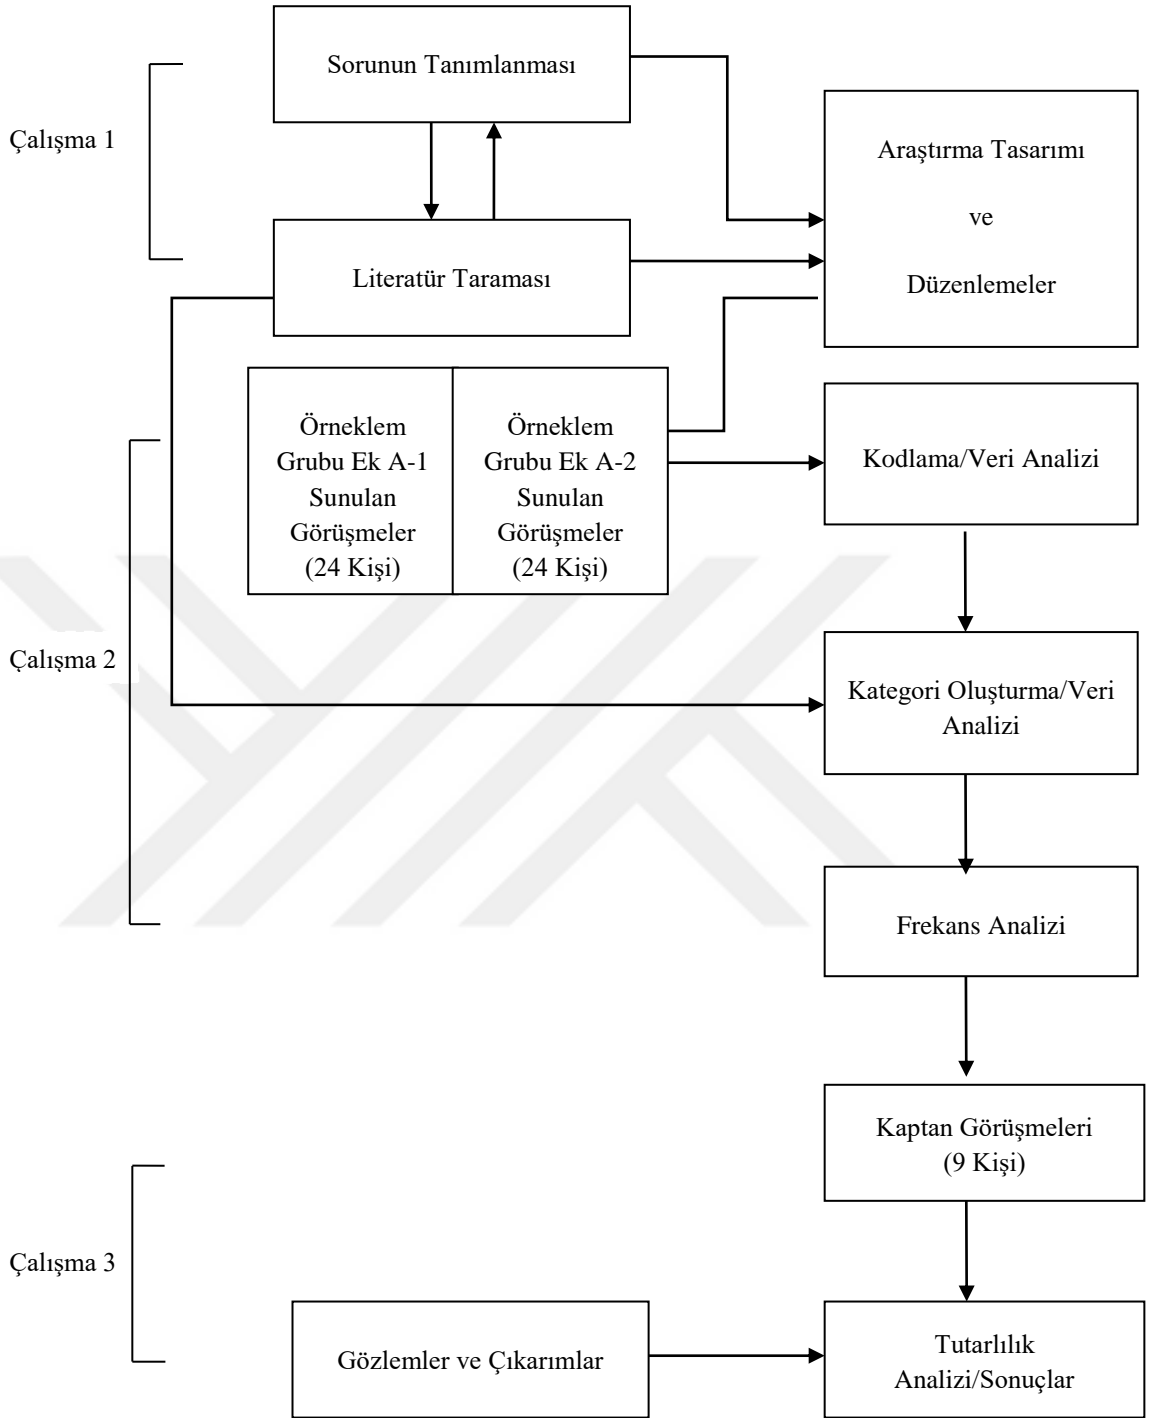 Çalışma 1
Sorunun Tanımlanması
Literatür Taraması
Araştırma Tasarımı
ve
Düzenlemeler
Çalışma 2
Örneklem
Grubu Ek A-1
Sunulan
Görüşmeler
(24 Kişi)
Örneklem
Grubu Ek A-2
Sunulan
Görüşmeler
(24 Kişi)
Kodlama/Veri Analizi
Kategori Oluşturma/Veri
Analizi
Frekans Analizi
Kaptan Görüşmeleri
(9 Kişi)
Çalışma 3
Gözlemler ve Çıkarımlar
Tutarlılık
Analizi/Sonuçlar